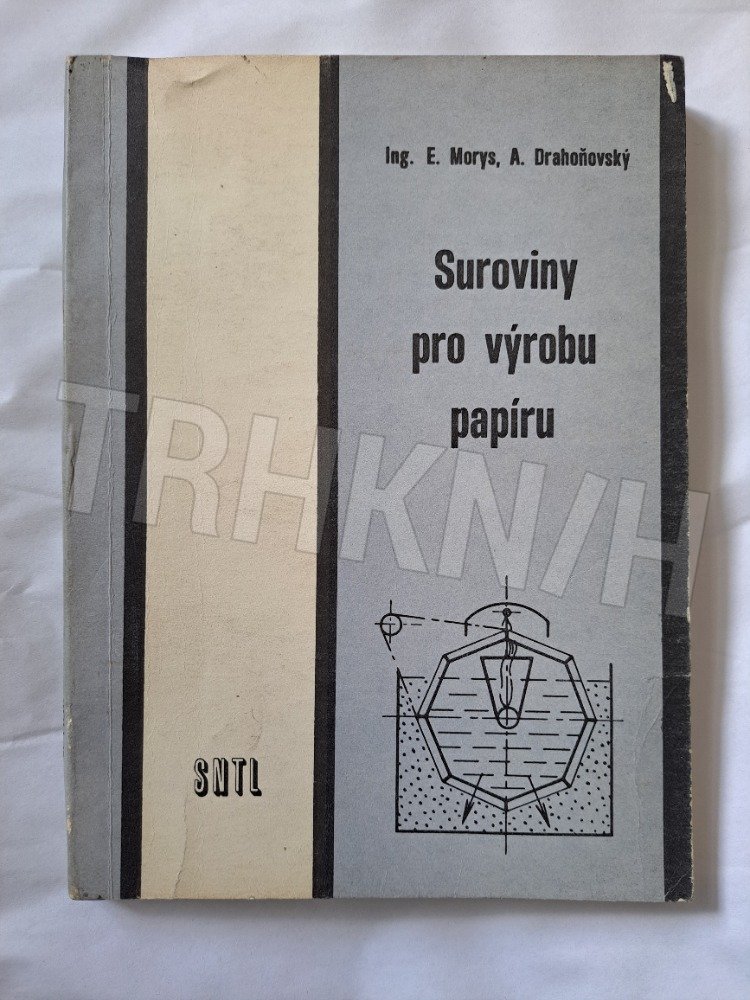 Ing. E. Morys, A. Drahoňovský
Suroviny
pro výrobu
papíru
TRHKNIH
SNTL